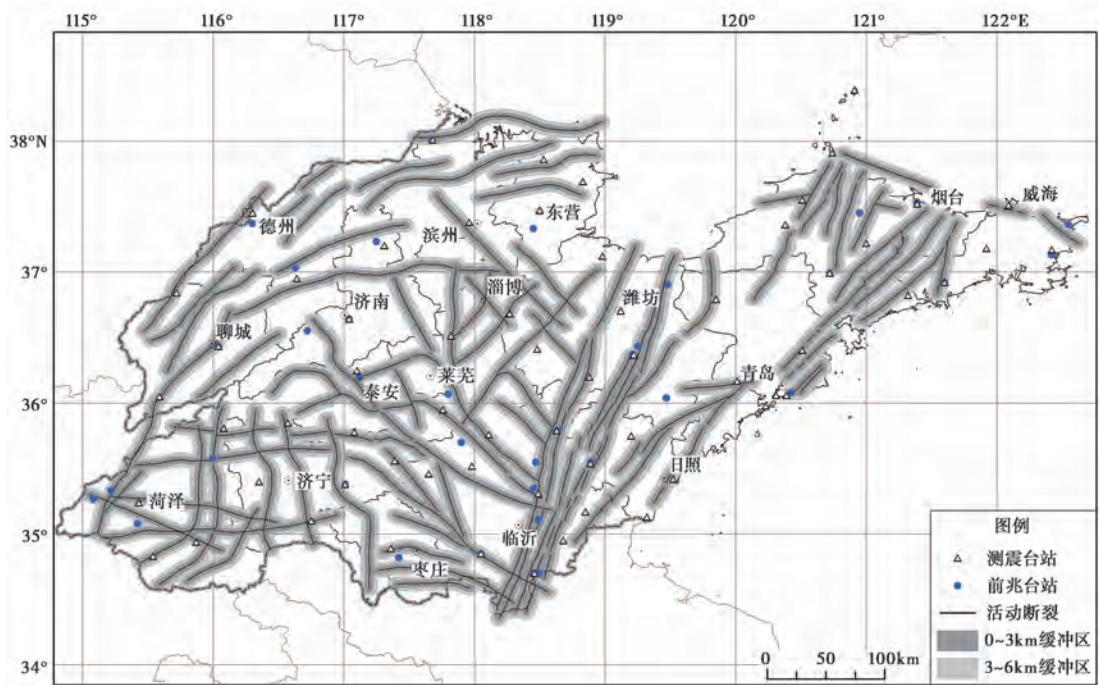 115° 116° 117° 118° 119° 120° 121° 122°E
38°N
37°
36°
35°
34°
烟台
威海
德州
滨州
东营
济南
淄博
潍坊
聊城
泰安
莱芜
青岛
菏泽
济宁
日照
临沂
枣庄
图例
测震台站
前兆台站
活动断裂
0~3km缓冲区
3~6km缓冲区
0 50 100km